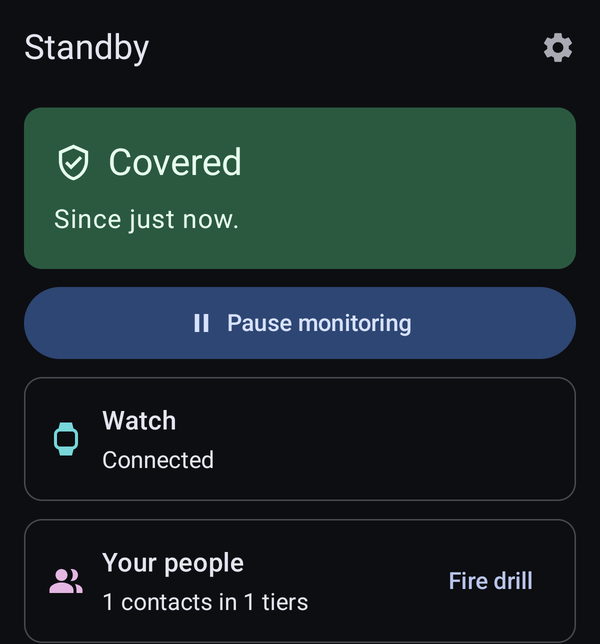 Standby
Covered
Since just now.
Pause monitoring
Watch
Connected
Your people
1 contacts in 1 tiers
Fire drill